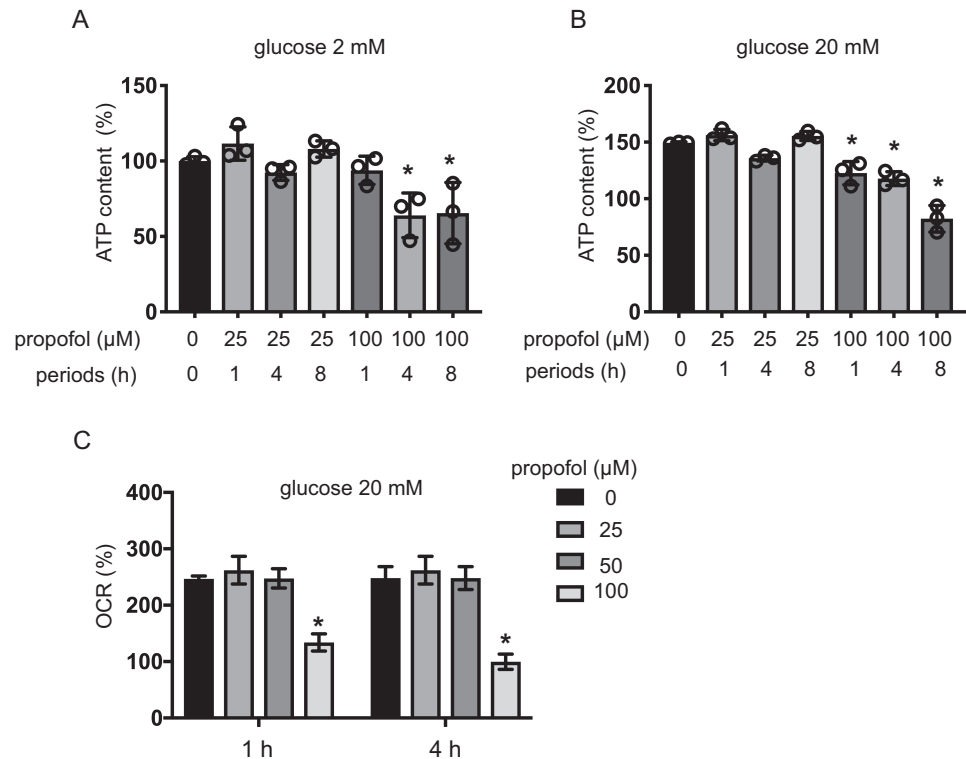 A
glucose 2 mM
150
100
50
0
ATP content (%)
* *
propofol (µM) 0 25 25 25 100 100 100
periods (h) 0 1 4 8 1 4 8
B
glucose 20 mM
200
150
100
50
0
ATP content (%)
* * *
propofol (µM) 0 25 25 25 100 100 100
periods (h) 0 1 4 8 1 4 8
C
glucose 20 mM
400
300
200
100
0
OCR (%)
* *
1 h 4 h
propofol (µM)
0
25
50
100